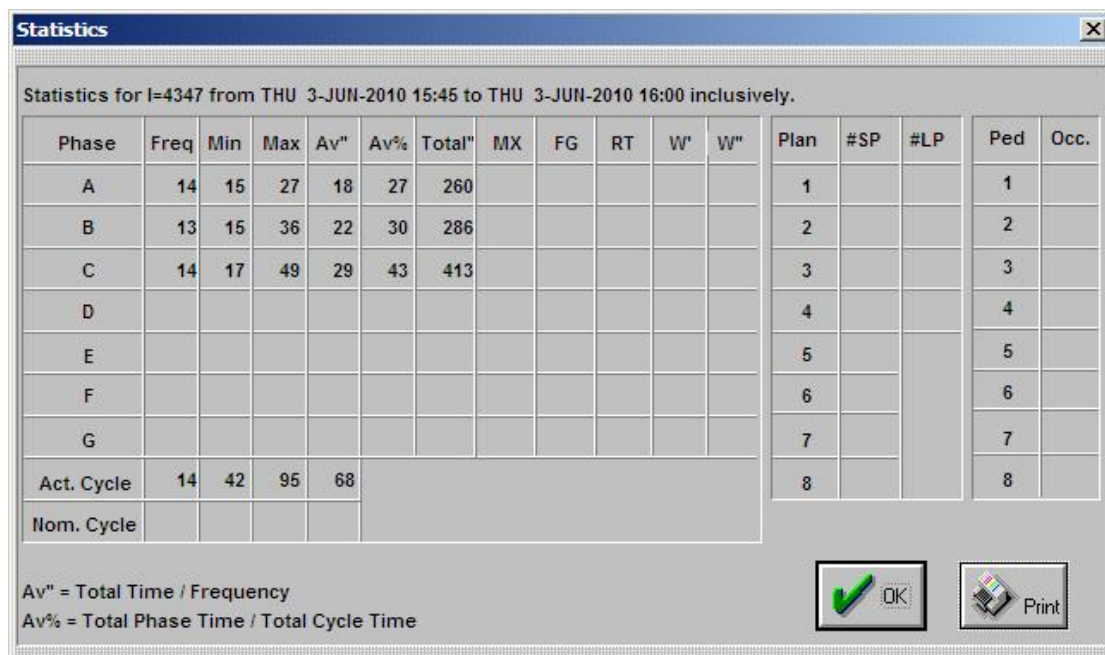 Statistics
Statistics for I=4347 from THU 3-JUN-2010 15:45 to THU 3-JUN-2010 16:00 inclusively.
Phase Freq Min Max Av" Av% Total" MX FG RT W' W" Plan #SP #LP Ped Occ.
A 14 15 27 18 27 260 1 1
B 13 15 36 22 30 286 2 2
C 14 17 49 29 43 413 3 3
D 4 4
E 5 5
F 6 6
G 7 7
Act. Cycle 14 42 95 68 8 8
Nom. Cycle
Av" = Total Time / Frequency
Av% = Total Phase Time / Total Cycle Time
OK
Print